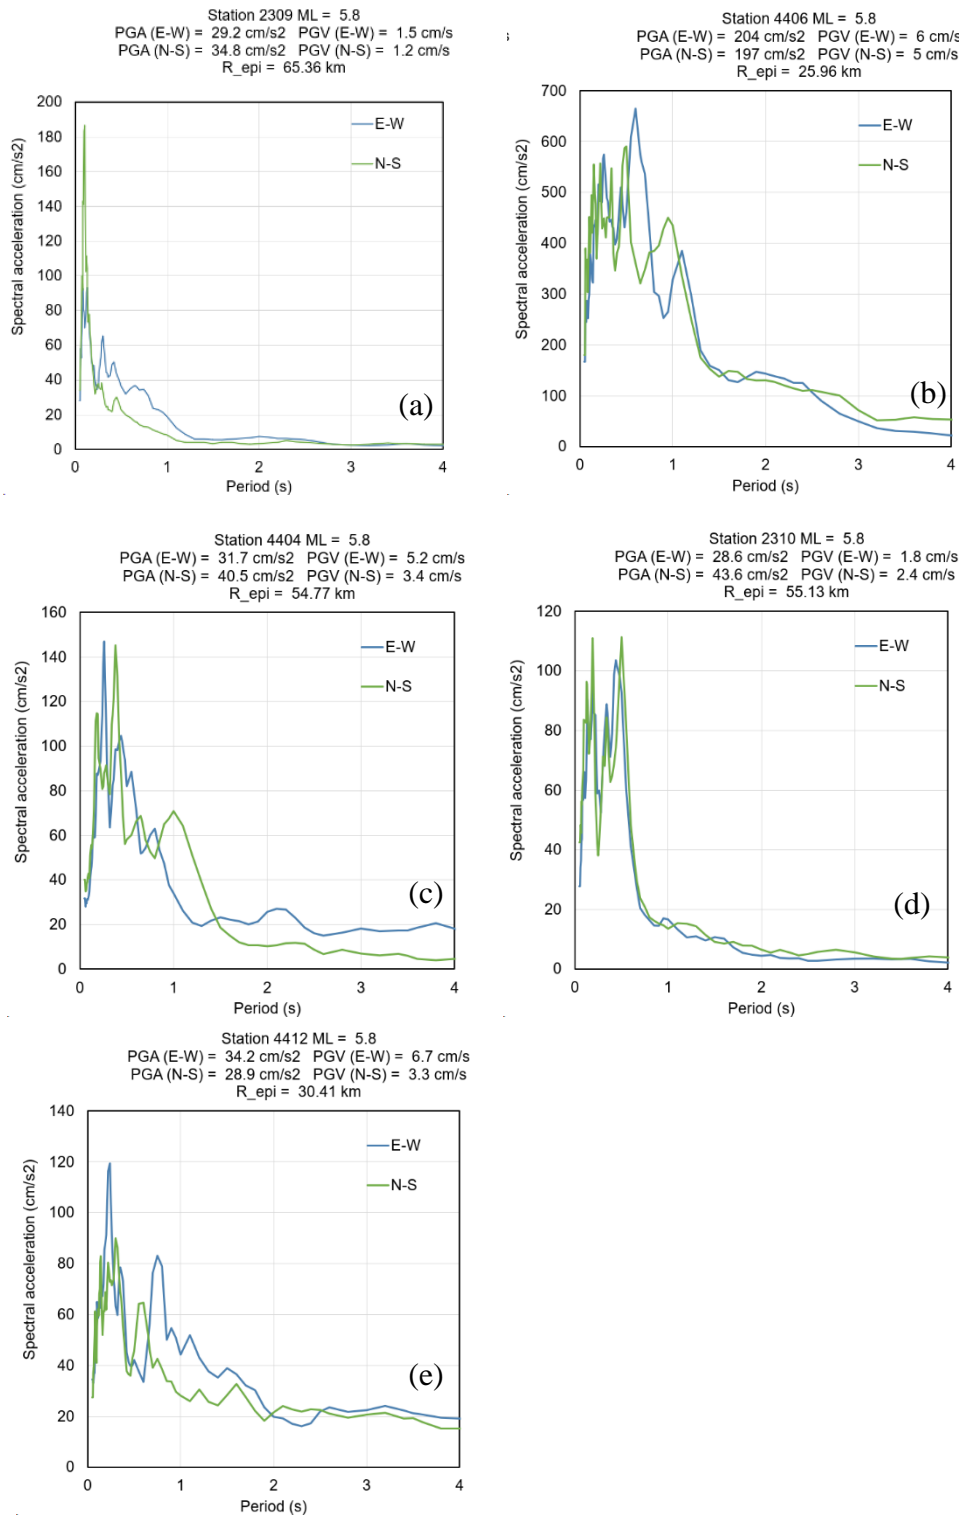 Station 2309 ML = 5.8
PGA (E-W) = 29.2 cm/s2 PGV (E-W) = 1.5 cm/s
PGA (N-S) = 34.8 cm/s2 PGV (N-S) = 1.2 cm/s
R_epi = 65.36 km
200
180
160
140
120
100
80
60
40
20
0
Spectral acceleration (cm/s2)
E-W
N-S
(a)
0 1 2 3 4
Period (s)
s
Station 4406 ML = 5.8
PGA (E-W) = 204 cm/s2 PGV (E-W) = 6 cm/s
PGA (N-S) = 197 cm/s2 PGV (N-S) = 5 cm/s
R_epi = 25.96 km
700
600
500
400
300
200
100
0
Spectral acceleration (cm/s2)
E-W
N-S
(b)
0 1 2 3 4
Period (s)
Station 4404 ML = 5.8
PGA (E-W) = 31.7 cm/s2 PGV (E-W) = 5.2 cm/s
PGA (N-S) = 40.5 cm/s2 PGV (N-S) = 3.4 cm/s
R_epi = 54.77 km
160
140
120
100
80
60
40
20
0
Spectral acceleration (cm/s2)
E-W
N-S
(c)
0 1 2 3 4
Period (s)
Station 2310 ML = 5.8
PGA (E-W) = 28.6 cm/s2 PGV (E-W) = 1.8 cm/s
PGA (N-S) = 43.6 cm/s2 PGV (N-S) = 2.4 cm/s
R_epi = 55.13 km
120
100
80
60
40
20
0
Spectral acceleration (cm/s2)
E-W
N-S
(d)
0 1 2 3 4
Period (s)
Station 4412 ML = 5.8
PGA (E-W) = 34.2 cm/s2 PGV (E-W) = 6.7 cm/s
PGA (N-S) = 28.9 cm/s2 PGV (N-S) = 3.3 cm/s
R_epi = 30.41 km
140
120
100
80
60
40
20
0
Spectral acceleration (cm/s2)
E-W
N-S
(e)
0 1 2 3 4
Period (s)